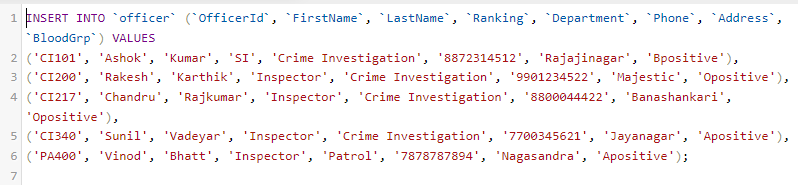 1 INSERT INTO `officer` (`OfficerId`, `FirstName`, `LastName`, `Ranking`, `Department`, `Phone`, `Address`,
`BloodGrp`) VALUES
2 ('CI101', 'Ashok', 'Kumar', 'SI', 'Crime Investigation', '8872314512', 'Rajajinagar', 'Bpositive'),
3 ('CI200', 'Rakesh', 'Karthik', 'Inspector', 'Crime Investigation', '9901234522', 'Majestic', 'Opositive'),
4 ('CI217', 'Chandru', 'Rajkumar', 'Inspector', 'Crime Investigation', '8800044422', 'Banashankari',
'Opositive'),
5 ('CI340', 'Sunil', 'Vadeyar', 'Inspector', 'Crime Investigation', '7700345621', 'Jayanagar', 'Apositive'),
6 ('PA400', 'Vinod', 'Bhatt', 'Inspector', 'Patrol', '7878787894', 'Nagasandra', 'Apositive');
7